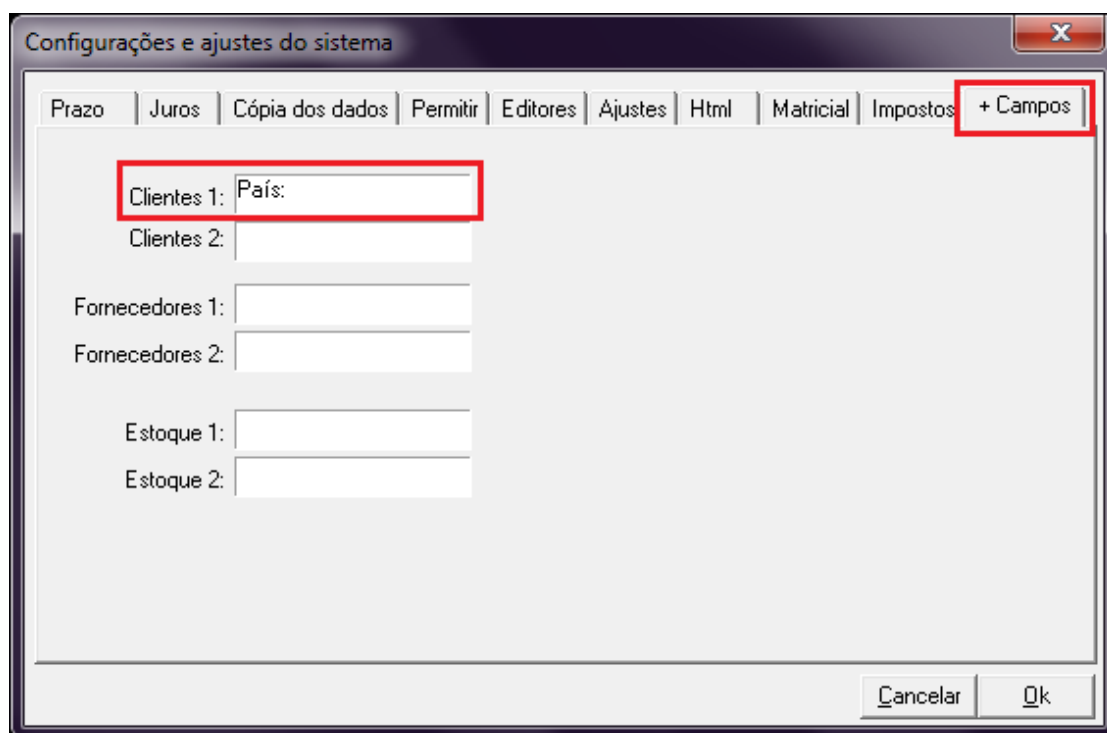 Configurações e ajustes do sistema
Prazo Juros Cópia dos dados Permitir Editores Ajustes Html Matricial Impostos + Campos
Clientes 1: País:
Clientes 2:
Fornecedores 1:
Fornecedores 2:
Estoque 1:
Estoque 2:
Cancelar Ok